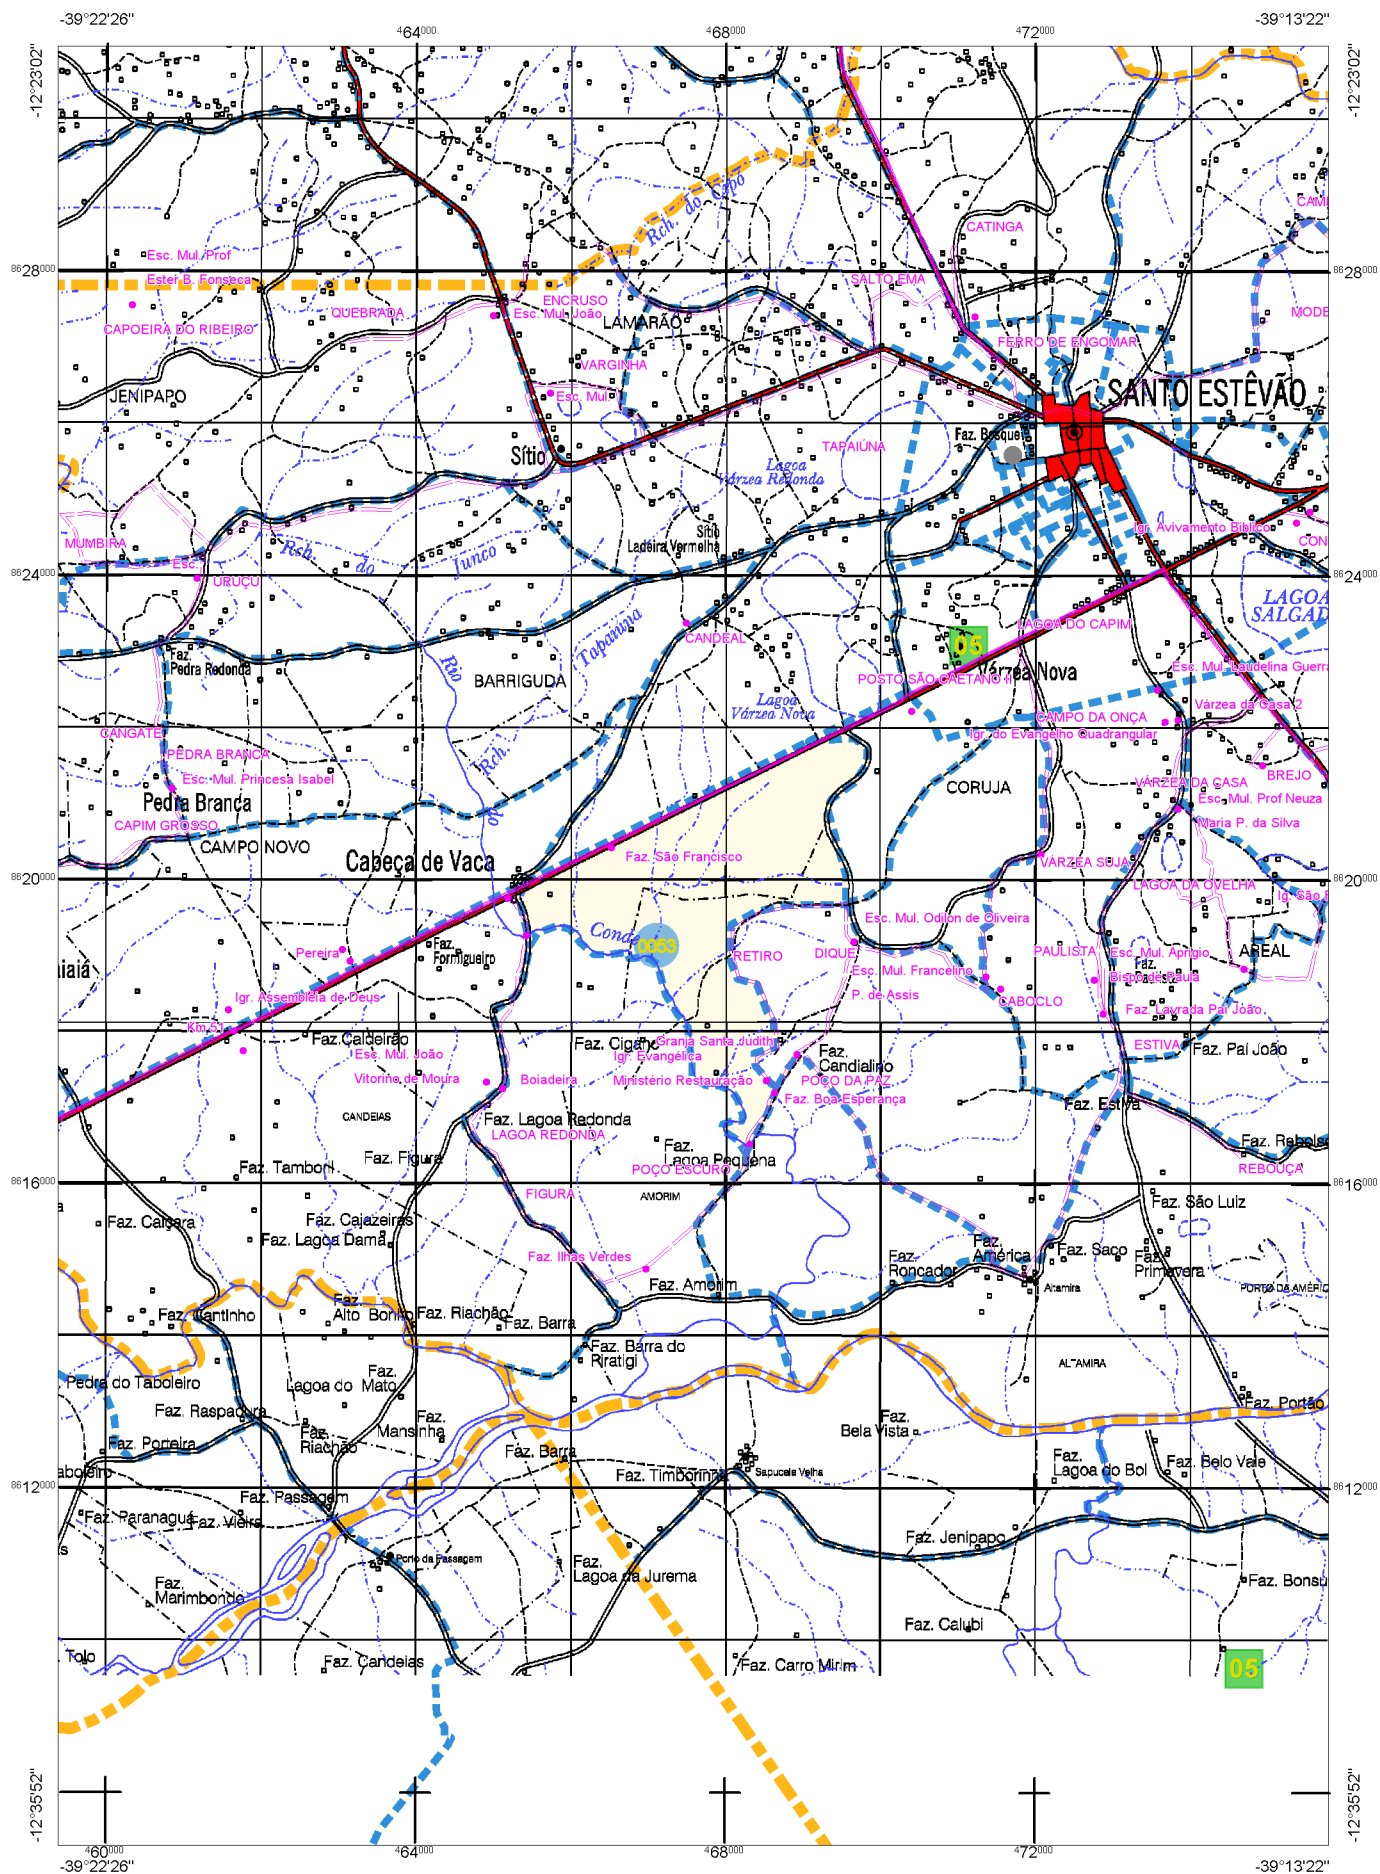 -39°22'26"
464000
468000
472000
-39°13'22"
-12°23'02"
-12°23'02"
Rch. do Cepó
CATINGA
Esc. Mul. Prof
Ester B. Fonseca
8628000
8628000
SALTO EMA
ENCRUSO
Esc. Mul. João
QUEBRADA
LAMARÃO
CAPOEIRA DO RIBEIRO
FERRO DE ENGOMAR
VARGINHA
JENIPAPO
Esc. Mul.
SANTO ESTÊVÃO
Faz. Bosque
TAPAIÚNA
Sítio
Lagoa
Várzea Redonda
MUMBIRA
Rch.
do
Junco
Sítio
Ladeira Vermelha
Igr. Avivamento Bíblico
Esc.
URUÇU
8624000
8624000
LAGOA DO CAPIM
05
CANDEAL
Tapanúna
Faz.
Pedra Redonda
Rio
BARRIGUDA
Várzea Nova
POSTO SÃO CAETANO II
Esc. Mul. Laudelina Guerra
Lagoa
Várzea Nova
Várzea da Casa 2
CAMPO DA ONÇA
Igr. do Evangelho Quadrangular
CANGATE
PEDRA BRANCA
Rch.
Esc. Mul. Princesa Isabel
CORUJA
VÁRZEA DA CASA
BREJO
Pedra Branca
Esc. Mul. Prof Neuza
Maria P. da Silva
CAPIM GROSSO
do
CAMPO NOVO
Cabeça de Vaca
Faz. São Francisco
VÁRZEA SUJA
8620000
8620000
LAGOA DA OVELHA
Esc. Mul. Odilon de Oliveira
Conde
0053
Pereira
Faz.
Formigueiro
RETIRO
DIQUE
PAULISTA
Esc. Mul. Aprigio
Bispo de Paula
AREAL
Esc. Mul. Francelino
P. de Assis
CABOCLO
Igr. Assembléia de Deus
Faz. Lavrada Pai João
Km 51
Faz. Caldeirão
Faz. Cigano
Granja Santa Judith
ESTIVA
Faz. Pai João
Esc. Mul. João
Vitorino de Moura
Igr. Evangélica
Faz.
Candialino
Boiadeira
Ministério Restauração
POÇO DA PAZ
Faz. Boa Esperança
Faz. Estiva
CANDEIAS
Faz. Lagoa Redonda
LAGOA REDONDA
Faz. Figura
Faz.
Lagoa Pequena
POÇO ESCURO
REBOUÇA
Faz. Tamboril
8616000
8616000
FIGURA
AMORIM
Faz. São Luiz
Faz. Caiçara
Faz. Cajazeiras
Faz. Lagoa Dama
Faz. Ilhas Verdes
Faz.
América
Faz. Saco
Faz.
Primavera
Faz.
Roncador
Faz. Amorim
Altamira
Faz. Cantinho
Faz.
Alto Bonito
Faz. Riachão
Faz. Barra
Faz. Barra do
Riratigi
ALTAMIRA
Pedra do Taboleiro
Faz.
Lagoa do Mato
Faz. Raspadura
Faz.
Riachão
Faz.
Mansinha
Faz.
Bela Vista
Faz. Portão
Faz. Porteira
Faz. Barra
Faz. Timborinha
Sapucaia Velha
Faz.
Lagoa do Boi
Faz. Belo Vale
8612000
8612000
Faz. Passagem
Faz. Paranaguá
Faz. Vieira
Porto da Passagem
Faz. Jenipapo
Faz.
Lagoa da Jurema
Faz.
Marimbondo
Faz. Calubi
Tolo
Faz. Candeias
Faz. Carro Mirim
05
-12°35'52"
-12°35'52"
460000
464000
468000
472000
-39°22'26"
-39°13'22"